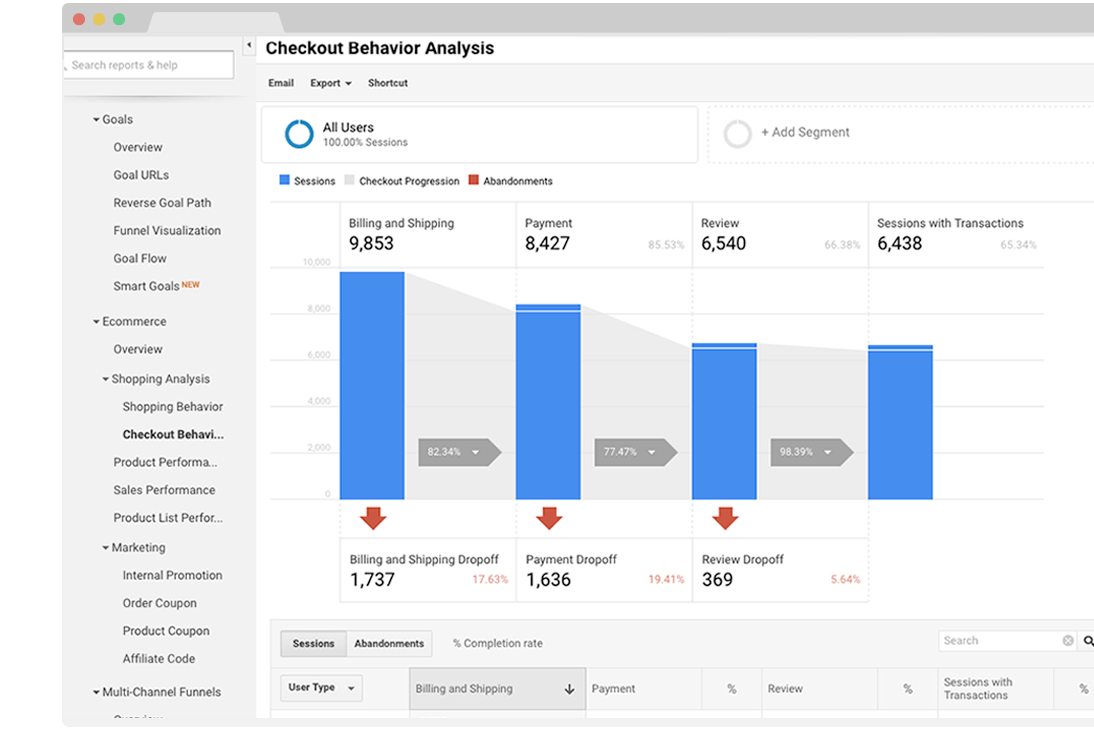 Search reports & help
Goals
Overview
Goal URLs
Reverse Goal Path
Funnel Visualization
Goal Flow
Smart Goals NEW
Ecommerce
Overview
Shopping Analysis
Shopping Behavior
Checkout Behavi...
Product Performa...
Sales Performance
Product List Perfor...
Marketing
Internal Promotion
Order Coupon
Product Coupon
Affiliate Code
Multi-Channel Funnels
Checkout Behavior Analysis
Email Export Shortcut
All Users
100.00% Sessions
+ Add Segment
Sessions Checkout Progression Abandonments
Billing and Shipping Payment Review Sessions with Transactions
9,853 8,427 85.53% 6,540 66.38% 6,438 65.34%
10,000
8,000
6,000
4,000
2,000
0
82.34% 77.47% 98.39%
Billing and Shipping Dropoff Payment Dropoff Review Dropoff
1,737 17.63% 1,636 19.41% 369 5.64%
Sessions Abandonments % Completion rate Search
User Type Billing and Shipping Payment % Review % Sessions with
Transactions %